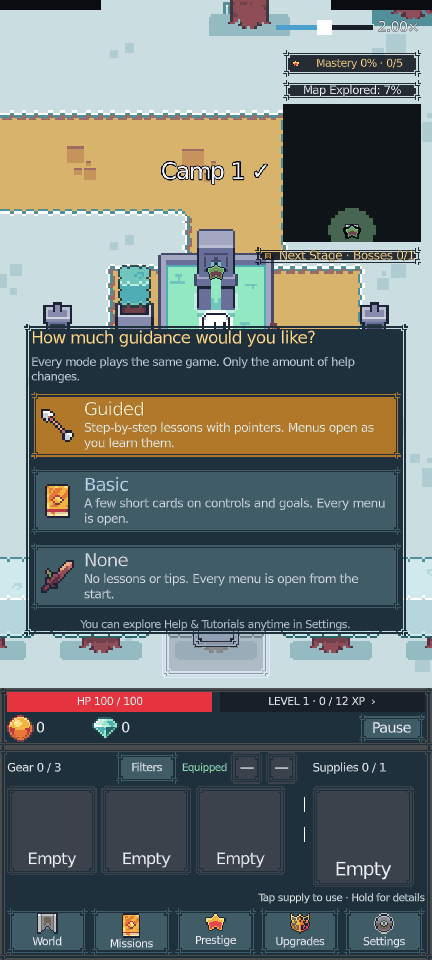 2.00×
Mastery 0% · 0/5
Map Explored: 7%
Camp 1 ✓
Next Stage · Bosses 0/1
How much guidance would you like?
Every mode plays the same game. Only the amount of help
changes.
Guided
Step-by-step lessons with pointers. Menus open as
you learn them.
Basic
A few short cards on controls and goals. Every menu
is open.
None
No lessons or tips. Every menu is open from the
start.
You can explore Help & Tutorials anytime in Settings.
HP 100 / 100
LEVEL 1 · 0 / 12 XP ›
0
0
Pause
Gear 0 / 3
Filters
Equipped
—
—
Supplies 0 / 1
Empty
Empty
Empty
Empty
Tap supply to use · Hold for details
World
Missions
Prestige
Upgrades
Settings